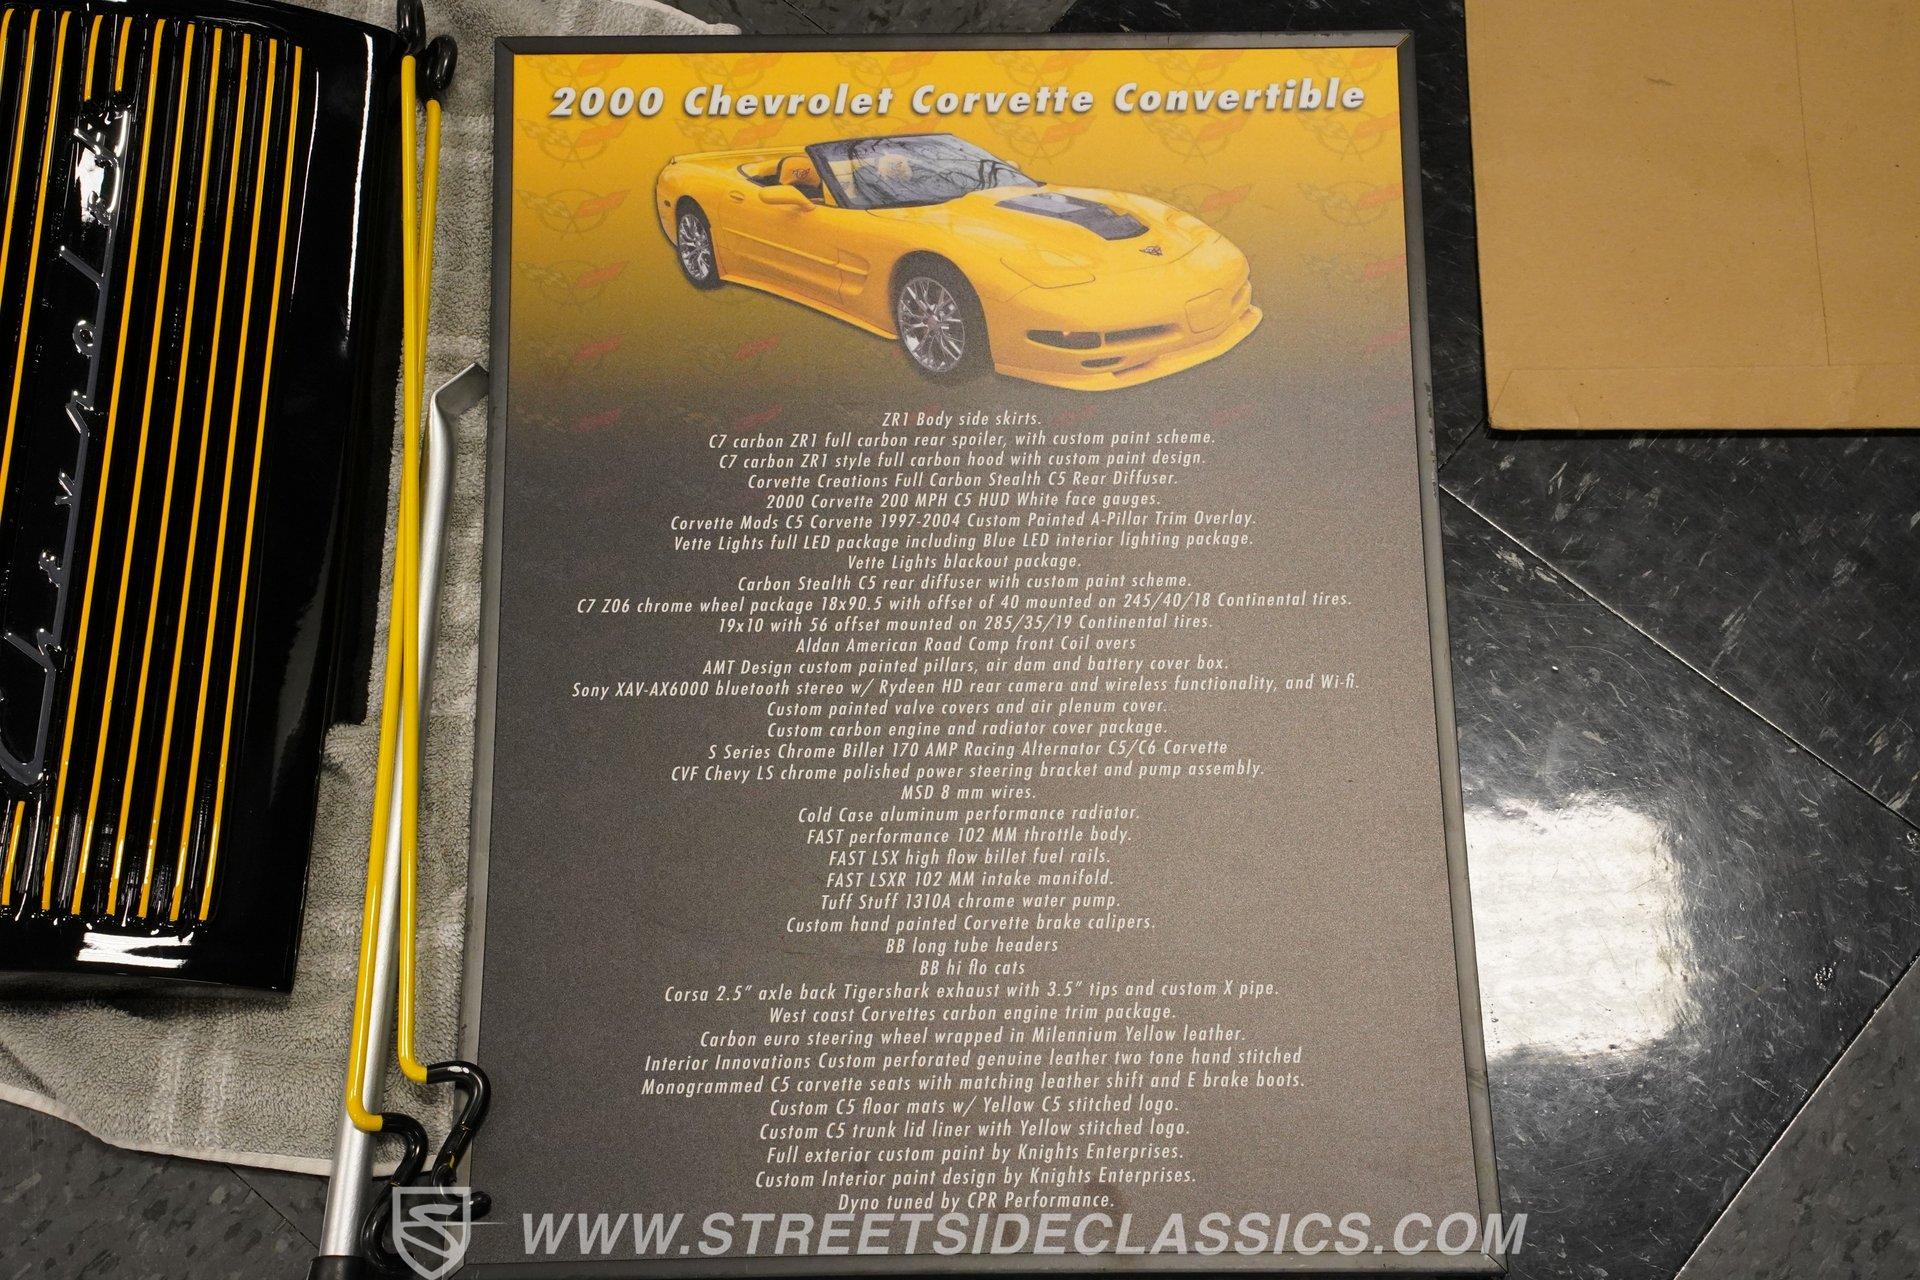 2000 Chevrolet Corvette Convertible
ZR1 Body side skirts.
C7 carbon ZR1 full carbon rear spoiler, with custom paint scheme.
C7 carbon ZR1 style full carbon hood with custom paint design.
Corvette Creations Full Carbon Stealth C5 Rear Diffuser.
2000 Corvette 200 MPH C5 HUD White face gauges.
Corvette Mods C5 Corvette 1997-2004 Custom Painted A-Pillar Trim Overlay.
Vette Lights full LED package including Blue LED interior lighting package.
Vette Lights blackout package.
Carbon Stealth C5 rear diffuser with custom paint scheme.
C7 Z06 chrome wheel package 18x90.5 with offset of 40 mounted on 245/40/18 Continental tires.
19x10 with 56 offset mounted on 285/35/19 Continental tires.
Aldan American Road Comp front Coil overs
AMT Design custom painted pillars, air dam and battery cover box.
Sony XAV-AX6000 bluetooth stereo w/ Rydeen HD rear camera and wireless functionality, and Wi-fi.
Custom painted valve covers and air plenum cover.
Custom carbon engine and radiator cover package.
S Series Chrome Billet 170 AMP Racing Alternator C5/C6 Corvette
CVF Chevy LS chrome polished power steering bracket and pump assembly.
MSD 8 mm wires.
Cold Case aluminum performance radiator.
FAST performance 102 MM throttle body.
FAST LSX high flow billet fuel rails.
FAST LSXR 102 MM intake manifold.
Tuff Stuff 1310A chrome water pump.
Custom hand painted Corvette brake calipers.
BB long tube headers
BB hi flo cats
Corsa 2.5" axle back Tigershark exhaust with 3.5" tips and custom X pipe.
West coast Corvettes carbon engine trim package.
Carbon euro steering wheel wrapped in Milennium Yellow leather.
Interior Innovations Custom perforated genuine leather two tone hand stitched
Monogrammed C5 corvette seats with matching leather shift and E brake boots.
Custom C5 floor mats w/ Yellow C5 stitched logo.
Custom C5 trunk lid liner with Yellow stitched logo.
Full exterior custom paint by Knights Enterprises.
Custom Interior paint design by Knights Enterprises.
Dyno tuned by CPR Performance.
Chevrolet
S WWW.STREETSIDECLASSICS.COM